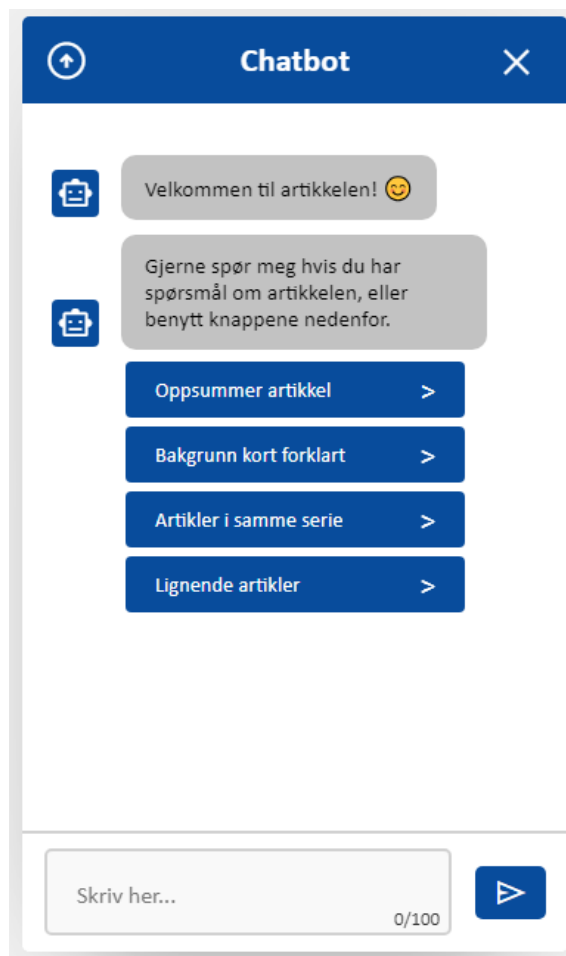 Chatbot
Velkommen til artikkelen! 😊
Gjerne spør meg hvis du har
spørsmål om artikkelen, eller
benytt knappene nedenfor.
Oppsummer artikkel >
Bakgrunn kort forklart >
Artikler i samme serie >
Lignende artikler >
Skriv her...
0/100